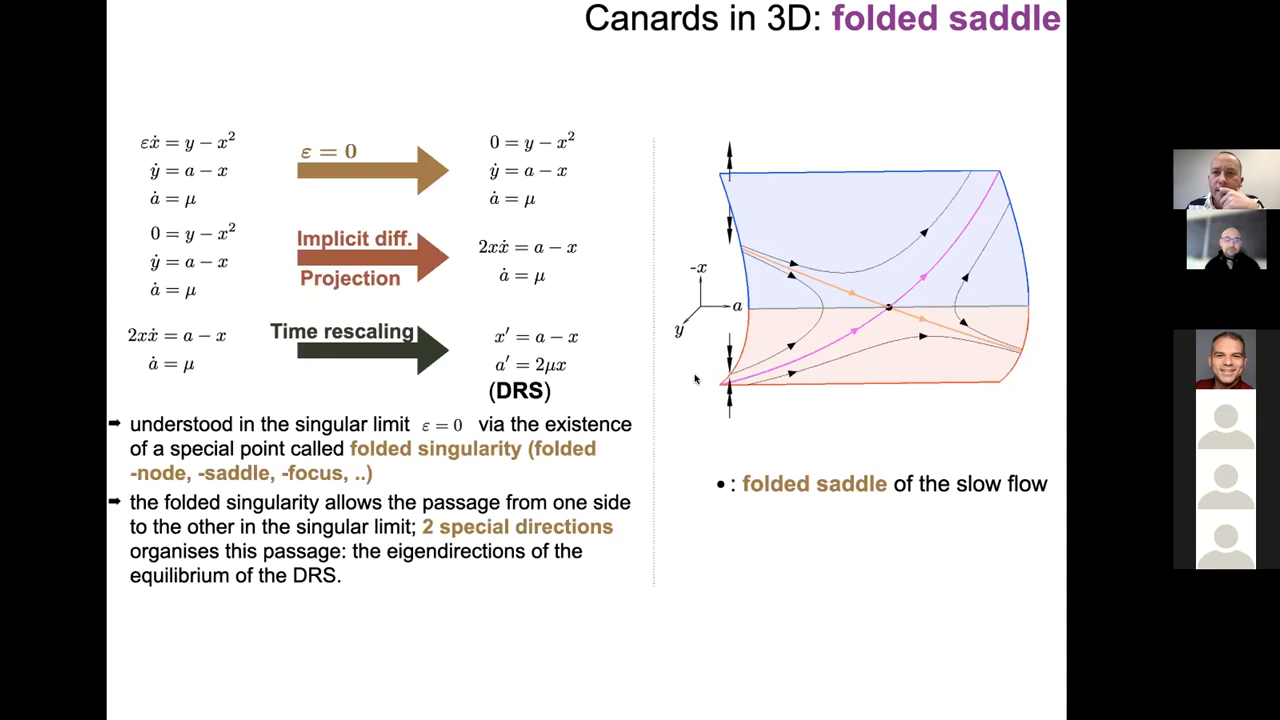 Canards in 3D: folded saddle
εẋ = y − x²
ẏ = a − x
ȧ = μ
ε = 0
0 = y − x²
ẏ = a − x
ȧ = μ
0 = y − x²
ẏ = a − x
ȧ = μ
Implicit diff.
Projection
2xẋ = a − x
ȧ = μ
2xẋ = a − x
ȧ = μ
Time rescaling
x′ = a − x
a′ = 2μx
(DRS)
➡ understood in the singular limit ε = 0 via the existence
of a special point called folded singularity (folded
-node, -saddle, -focus, ..)
➡ the folded singularity allows the passage from one side
to the other in the singular limit; 2 special directions
organises this passage: the eigendirections of the
equilibrium of the DRS.
-x
a
y
• : folded saddle of the slow flow